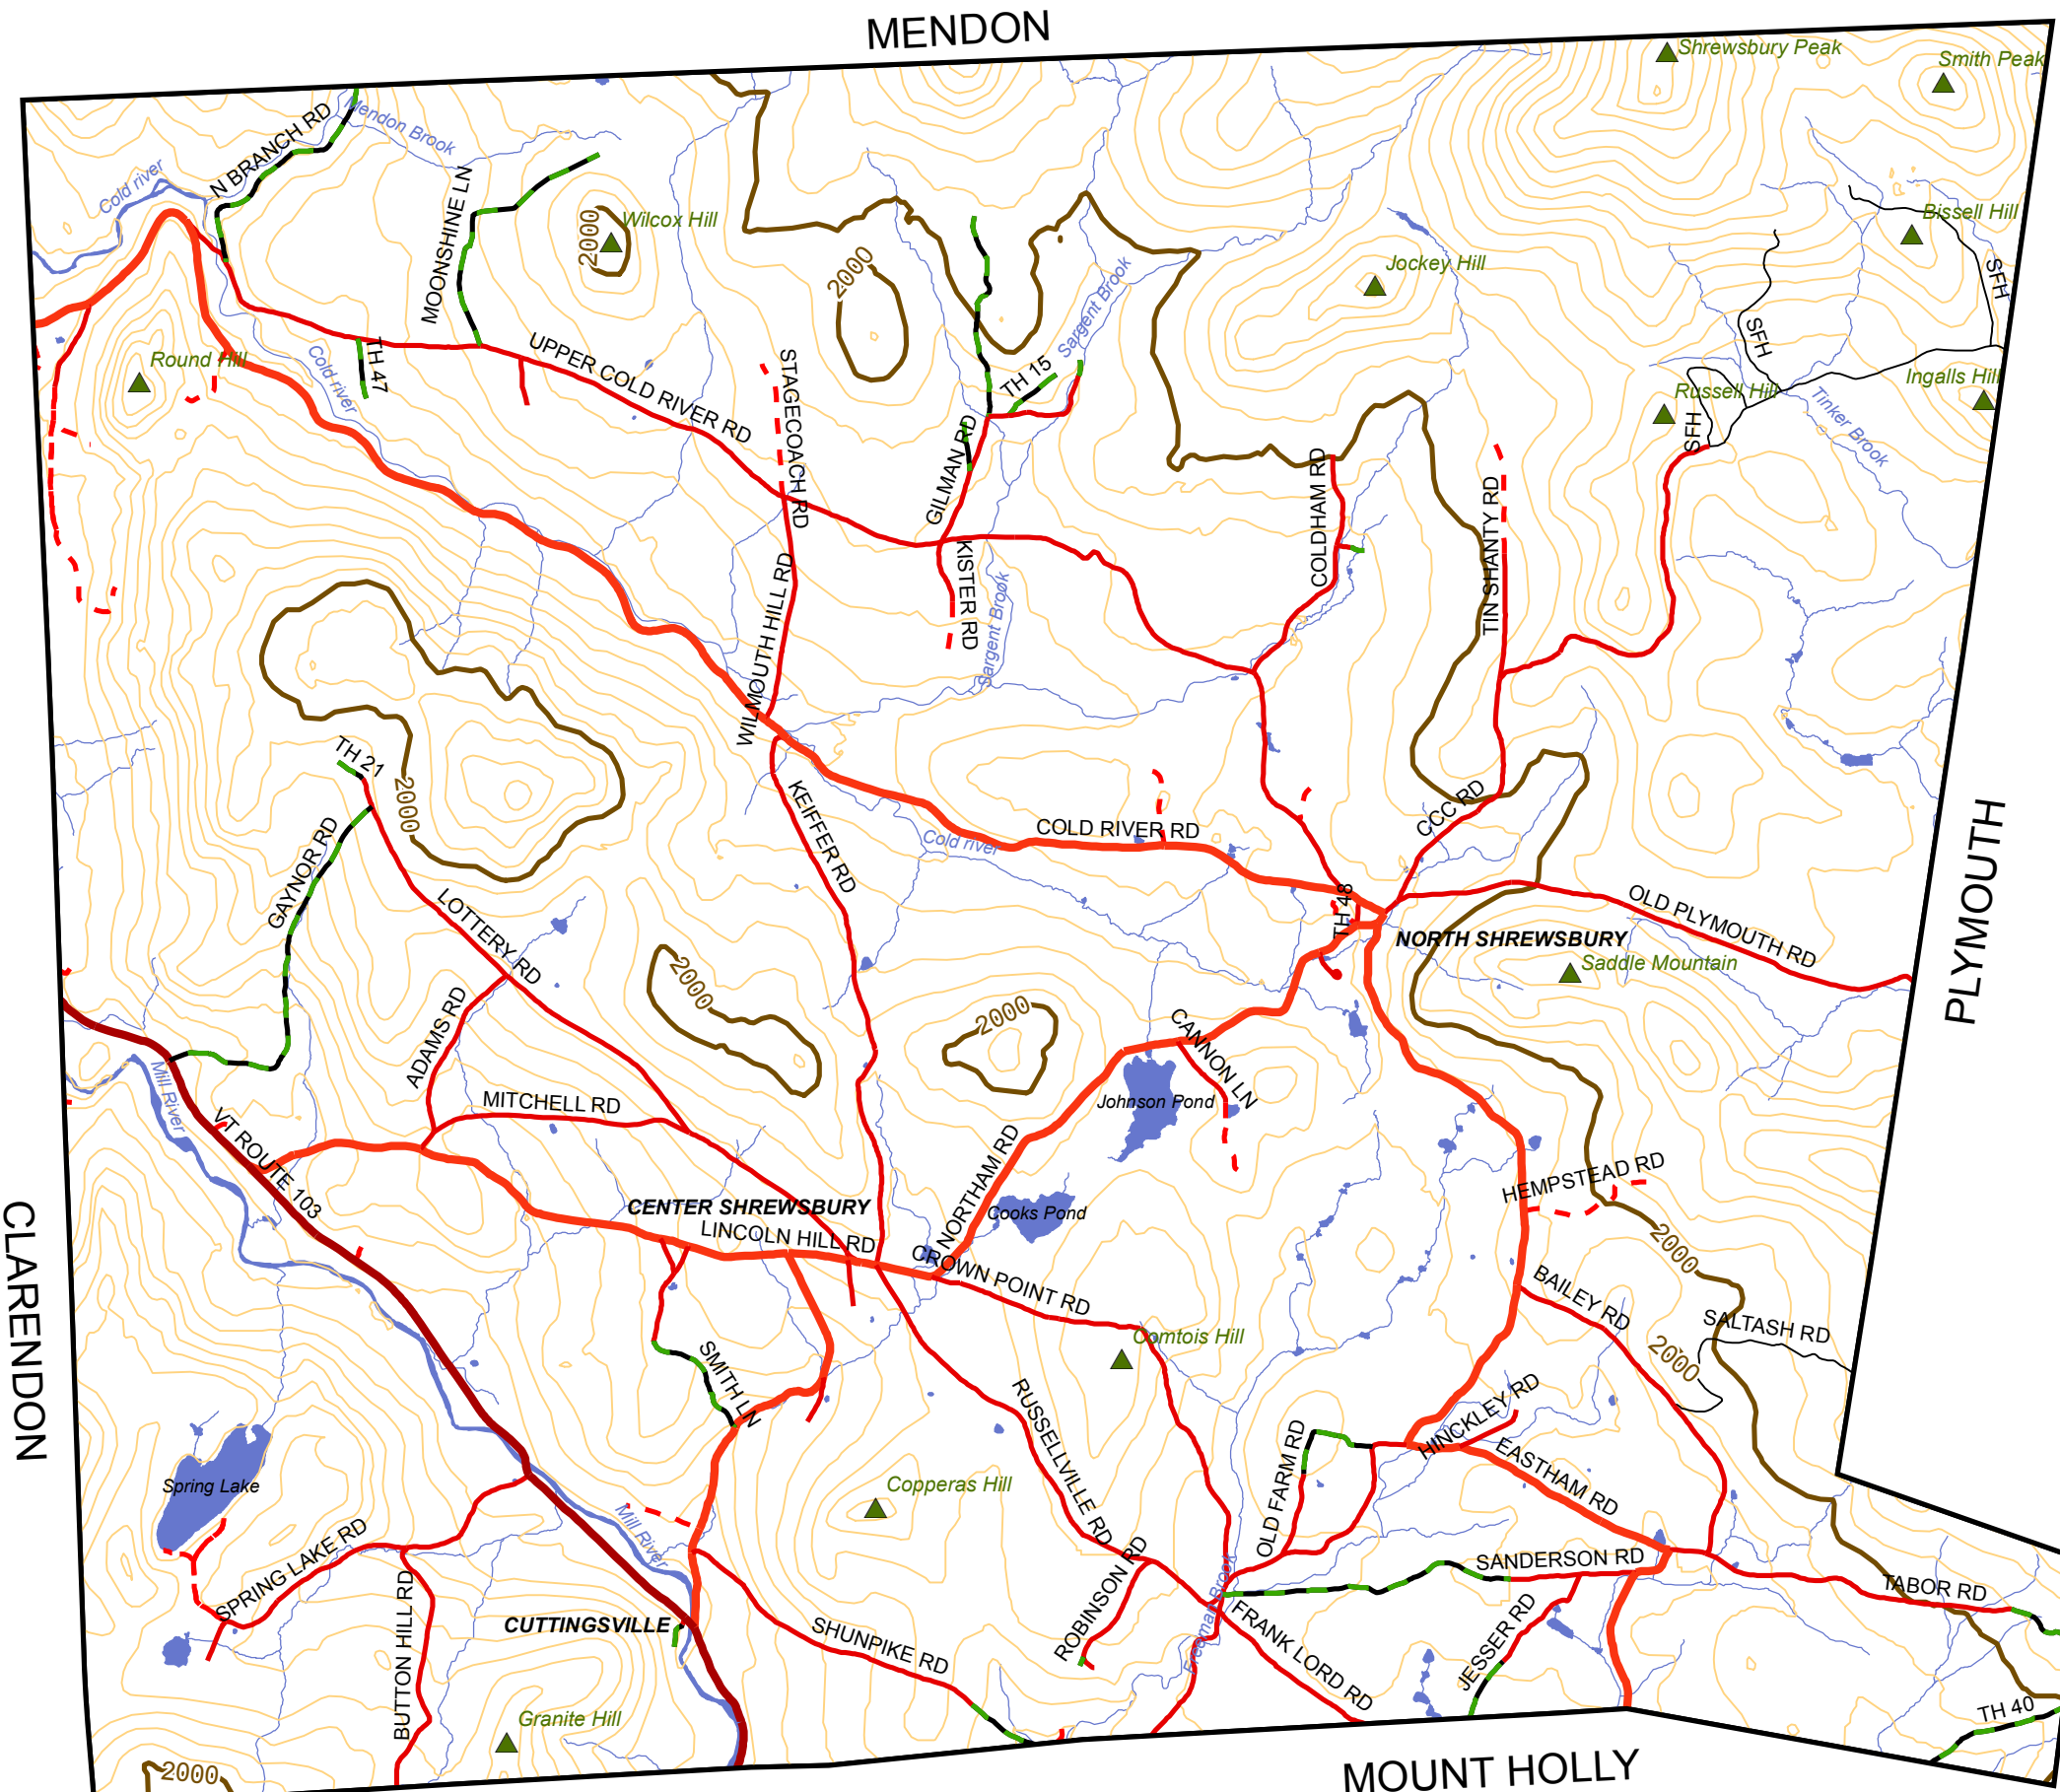 MENDON
Shrewsbury Peak
Smith Peak
Mendon Brook
N BRANCH RD
Cold river
MOONSHINE LN
Wilcox Hill
2000
2000
Bissell Hill
Jockey Hill
Sargent Brook
SFH
SFH
Round Hill
Cold river
TH 47
UPPER COLD RIVER RD
STAGECOACH RD
TH 15
Russell Hill
Ingalls Hill
Tinker Brook
SFH
GILMAN RD
COLDHAM RD
TIN SHANTY RD
KISTER RD
Sargent Brook
WILMOUTH HILL RD
TH 21
2000
KEIFFER RD
COLD RIVER RD
Cold river
CCC RD
PLYMOUTH
GAYNOR RD
LOTTERY RD
TH 48
OLD PLYMOUTH RD
NORTH SHREWSBURY
Saddle Mountain
2000
2000
ADAMS RD
CANNON LN
Mill River
MITCHELL RD
Johnson Pond
VT ROUTE 103
NORTHAM RD
HEMPSTEAD RD
CENTER SHREWSBURY
Cooks Pond
LINCOLN HILL RD
CROWN POINT RD
2000
CLARENDON
BAILEY RD
SALTASH RD
Comtois Hill
2000
SMITH LN
RUSSELLVILLE RD
HINCKLEY RD
OLD FARM RD
EASTHAM RD
Spring Lake
Copperas Hill
Mill River
SPRING LAKE RD
SANDERSON RD
ROBINSON RD
Freeman Brook
TABOR RD
BUTTON HILL RD
CUTTINGSVILLE
SHUNPIKE RD
FRANK LORD RD
JESSER RD
Granite Hill
TH 40
2000
MOUNT HOLLY